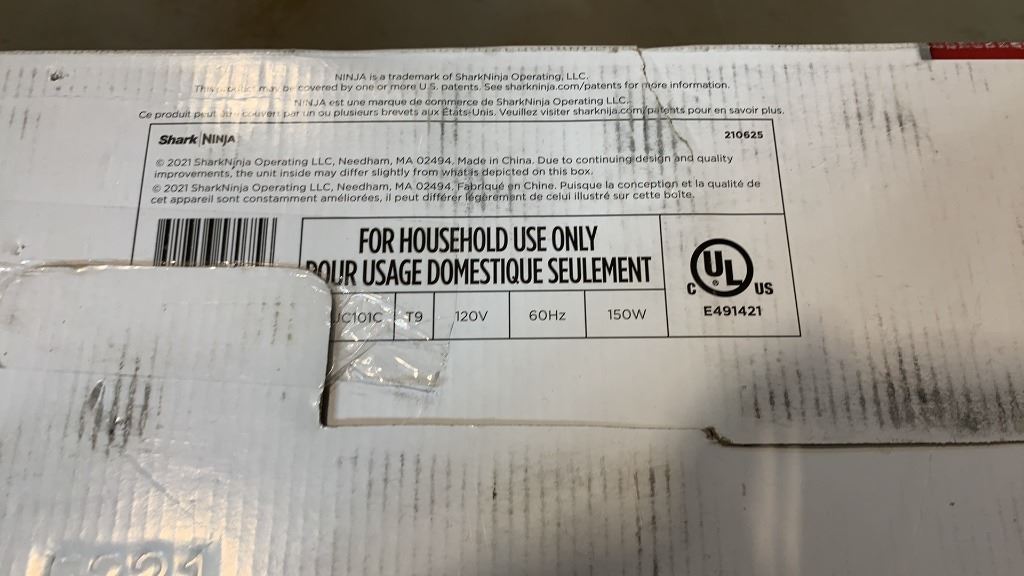 NINJA is a trademark of SharkNinja Operating, LLC.
This product may be covered by one or more U.S. patents. See sharkninja.com/patents for more information.
NINJA est une marque de commerce de SharkNinja Operating LLC.
Ce produit peut être couvert par un ou plusieurs brevets aux États-Unis. Veuillez visiter sharknija.com/patents pour en savoir plus.
Shark|NINJA
210625
© 2021 SharkNinja Operating LLC, Needham, MA 02494. Made in China. Due to continuing design and quality
improvements, the unit inside may differ slightly from what is depicted on this box.
© 2021 SharkNinja Operating LLC, Needham, MA 02494. Fabriqué en Chine. Puisque la conception et la qualité de
cet appareil sont constamment améliorées, il peut différer légèrement de celui illustré sur cette boîte.
FOR HOUSEHOLD USE ONLY
POUR USAGE DOMESTIQUE SEULEMENT
C UL ® US
E491421
JC101C T9 120V 60Hz 150W